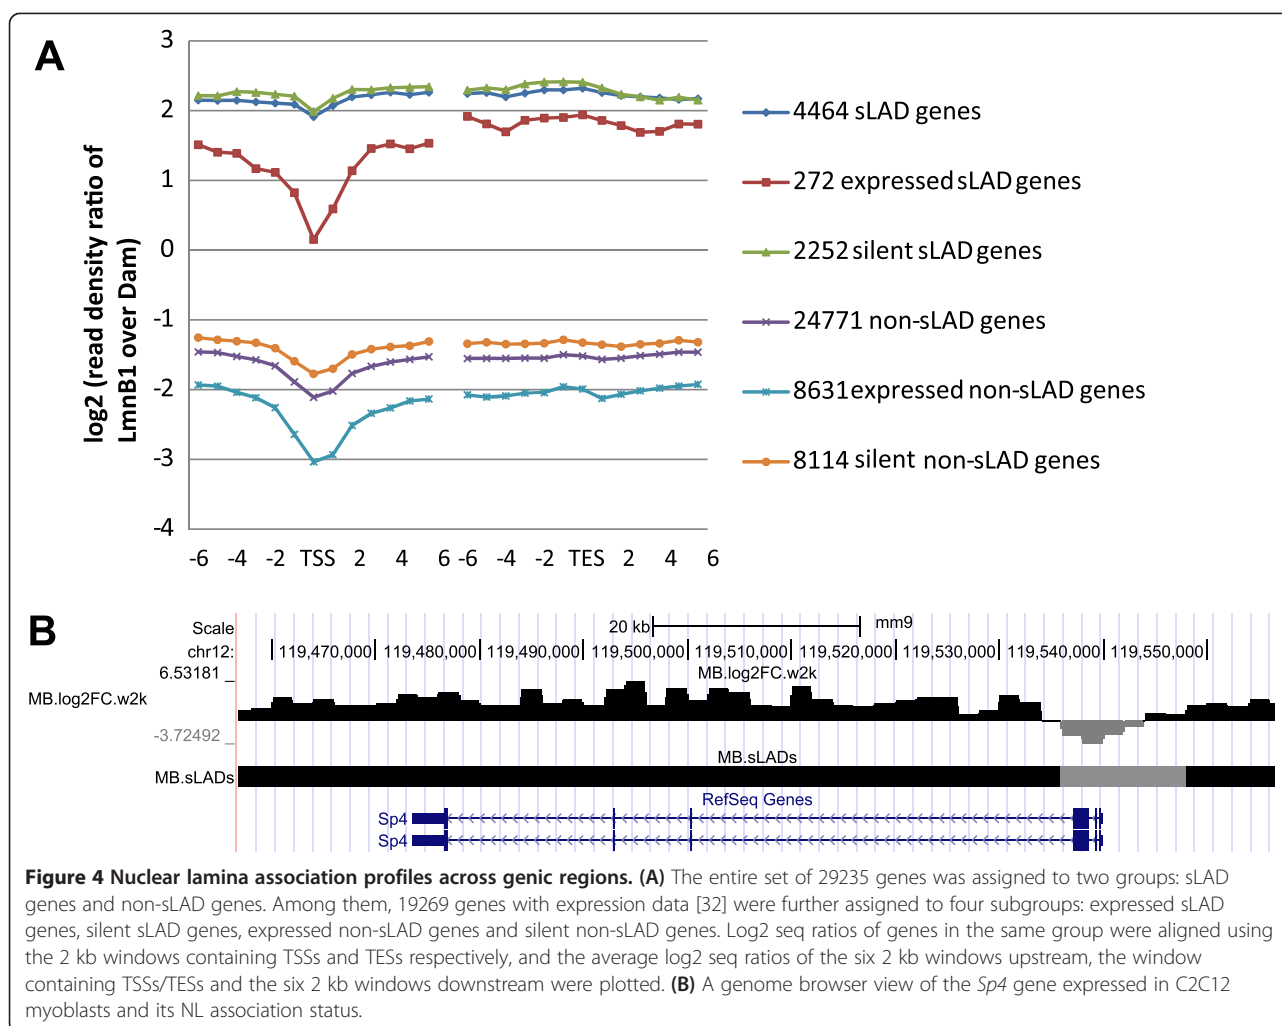 A
3
2
1
0
-1
-2
-3
-4
log2 (read density ratio of
LmnB1 over Dam)
-6 -4 -2 TSS 2 4 6 -6 -4 -2 TES 2 4 6
4464 sLAD genes
272 expressed sLAD genes
2252 silent sLAD genes
24771 non-sLAD genes
8631 expressed non-sLAD genes
8114 silent non-sLAD genes
B
Scale 20 kb mm9
chr12: 119,470,000 119,480,000 119,490,000 119,500,000 119,510,000 119,520,000 119,530,000 119,540,000 119,550,000
6.53181 _ MB.log2FC.w2k
MB.log2FC.w2k
-3.72492 _
MB.sLADs
MB.sLADs
RefSeq Genes
Sp4
Sp4
Figure 4 Nuclear lamina association profiles across genic regions. (A) The entire set of 29235 genes was assigned to two groups: sLAD
genes and non-sLAD genes. Among them, 19269 genes with expression data [32] were further assigned to four subgroups: expressed sLAD
genes, silent sLAD genes, expressed non-sLAD genes and silent non-sLAD genes. Log2 seq ratios of genes in the same group were aligned using
the 2 kb windows containing TSSs and TESs respectively, and the average log2 seq ratios of the six 2 kb windows upstream, the window
containing TSSs/TESs and the six 2 kb windows downstream were plotted. (B) A genome browser view of the Sp4 gene expressed in C2C12
myoblasts and its NL association status.